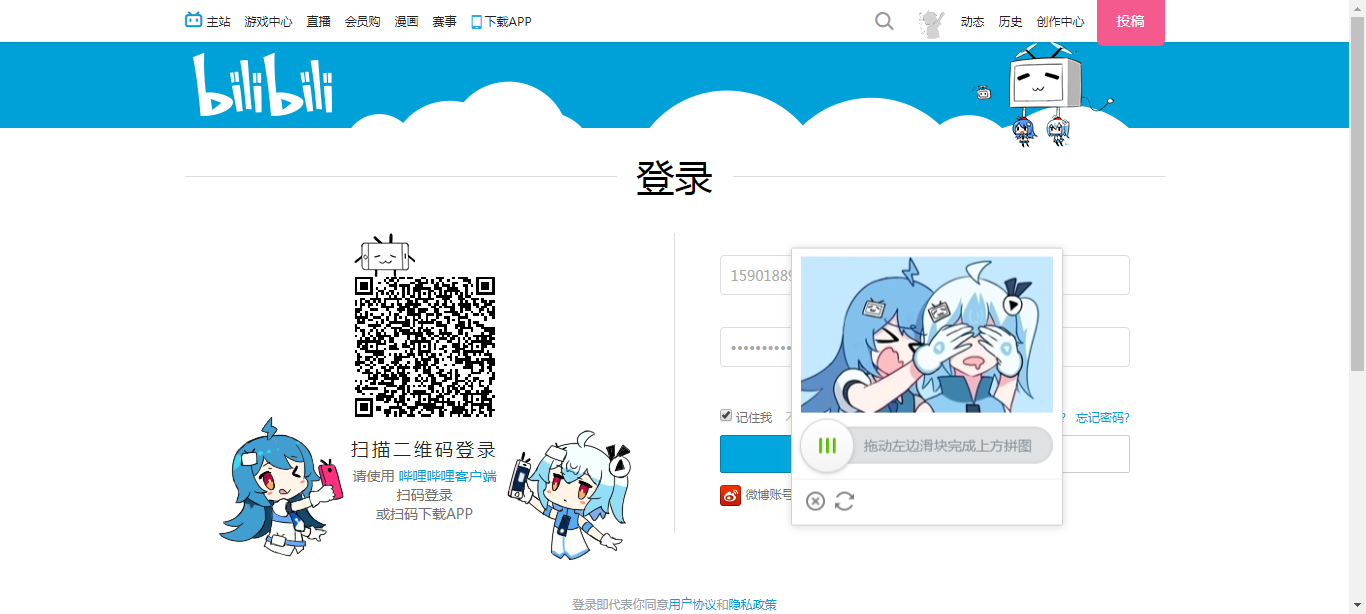 主站 游戏中心 直播 会员购 漫画 赛事 下载APP 动态 历史 创作中心 投稿
bilibili
登录
1590188
••••••••••
记住我
忘记密码?
拖动左边滑块完成上方拼图
扫描二维码登录
请使用 哔哩哔哩客户端
扫码登录
或扫码下载APP
微博账号
登录即代表你同意用户协议和隐私政策